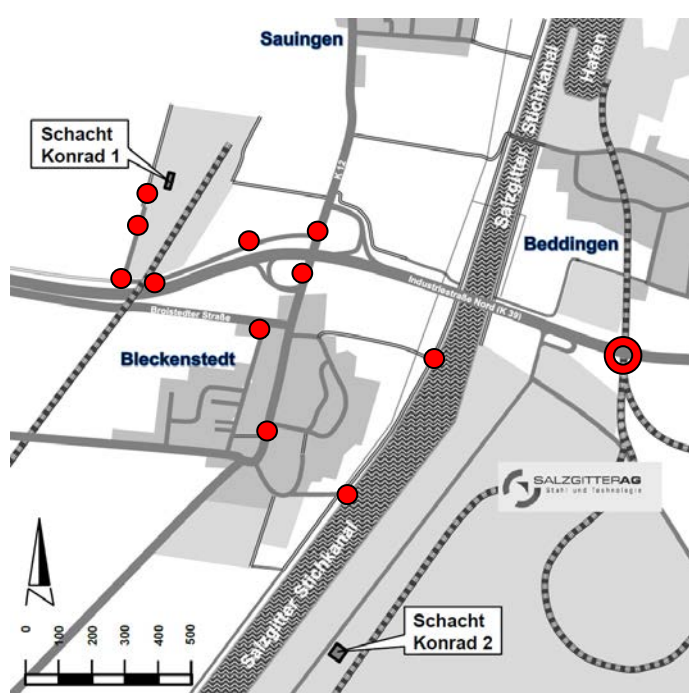 Sauingen
Hafen
Salzgitter Stichkanal
Schacht
Konrad 1
K 12
Beddingen
Industriestraße Nord (K 39)
Broistedter Straße
Bleckenstedt
SALZGITTERAG
Stahl und Technologie
Salzgitter Stichkanal
Schacht
Konrad 2
N
0
100
200
300
400
500